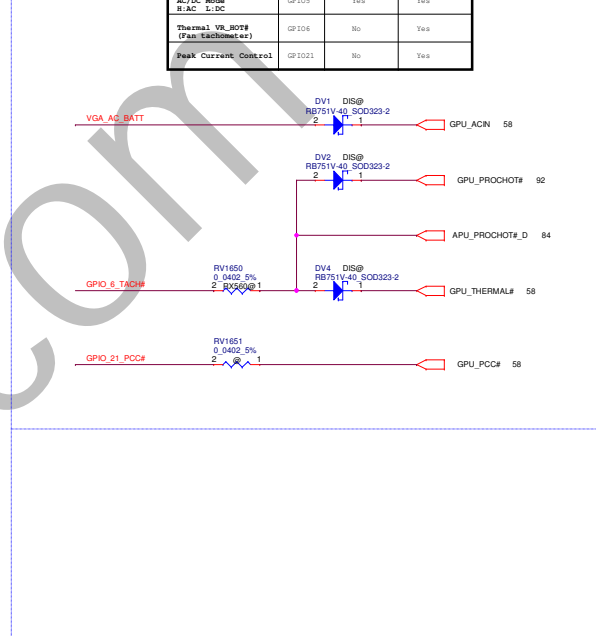 AC/DC Mode GPIO5 Yes Yes
H:AC L:DC
Thermal VR_HOT# GPIO6 No Yes
(Fan tachometer)
Peak Current Control GPIO21 No Yes
DV1 DIS@
RB751V-40_SOD323-2
VGA_AC_BATT 2 1 GPU_ACIN 58
DV2 DIS@
RB751V-40_SOD323-2
2 1 GPU_PROCHOT# 92
APU_PROCHOT#_D 84
RV1650 DV4 DIS@
0_0402_5% RB751V-40_SOD323-2
GPIO_6_TACH# 2 RX560@ 1 2 1 GPU_THERMAL# 58
RV1651
0_0402_5%
GPIO_21_PCC# 2 @ 1 GPU_PCC# 58
com